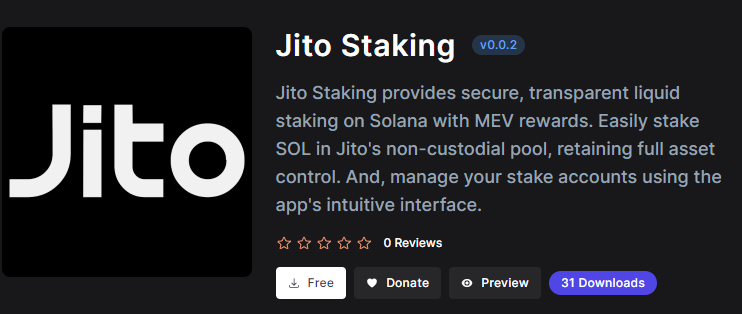 Jito
Jito Staking v0.0.2
Jito Staking provides secure, transparent liquid
staking on Solana with MEV rewards. Easily stake
SOL in Jito's non-custodial pool, retaining full asset
control. And, manage your stake accounts using the
app's intuitive interface.
0 Reviews
Free Donate Preview 31 Downloads